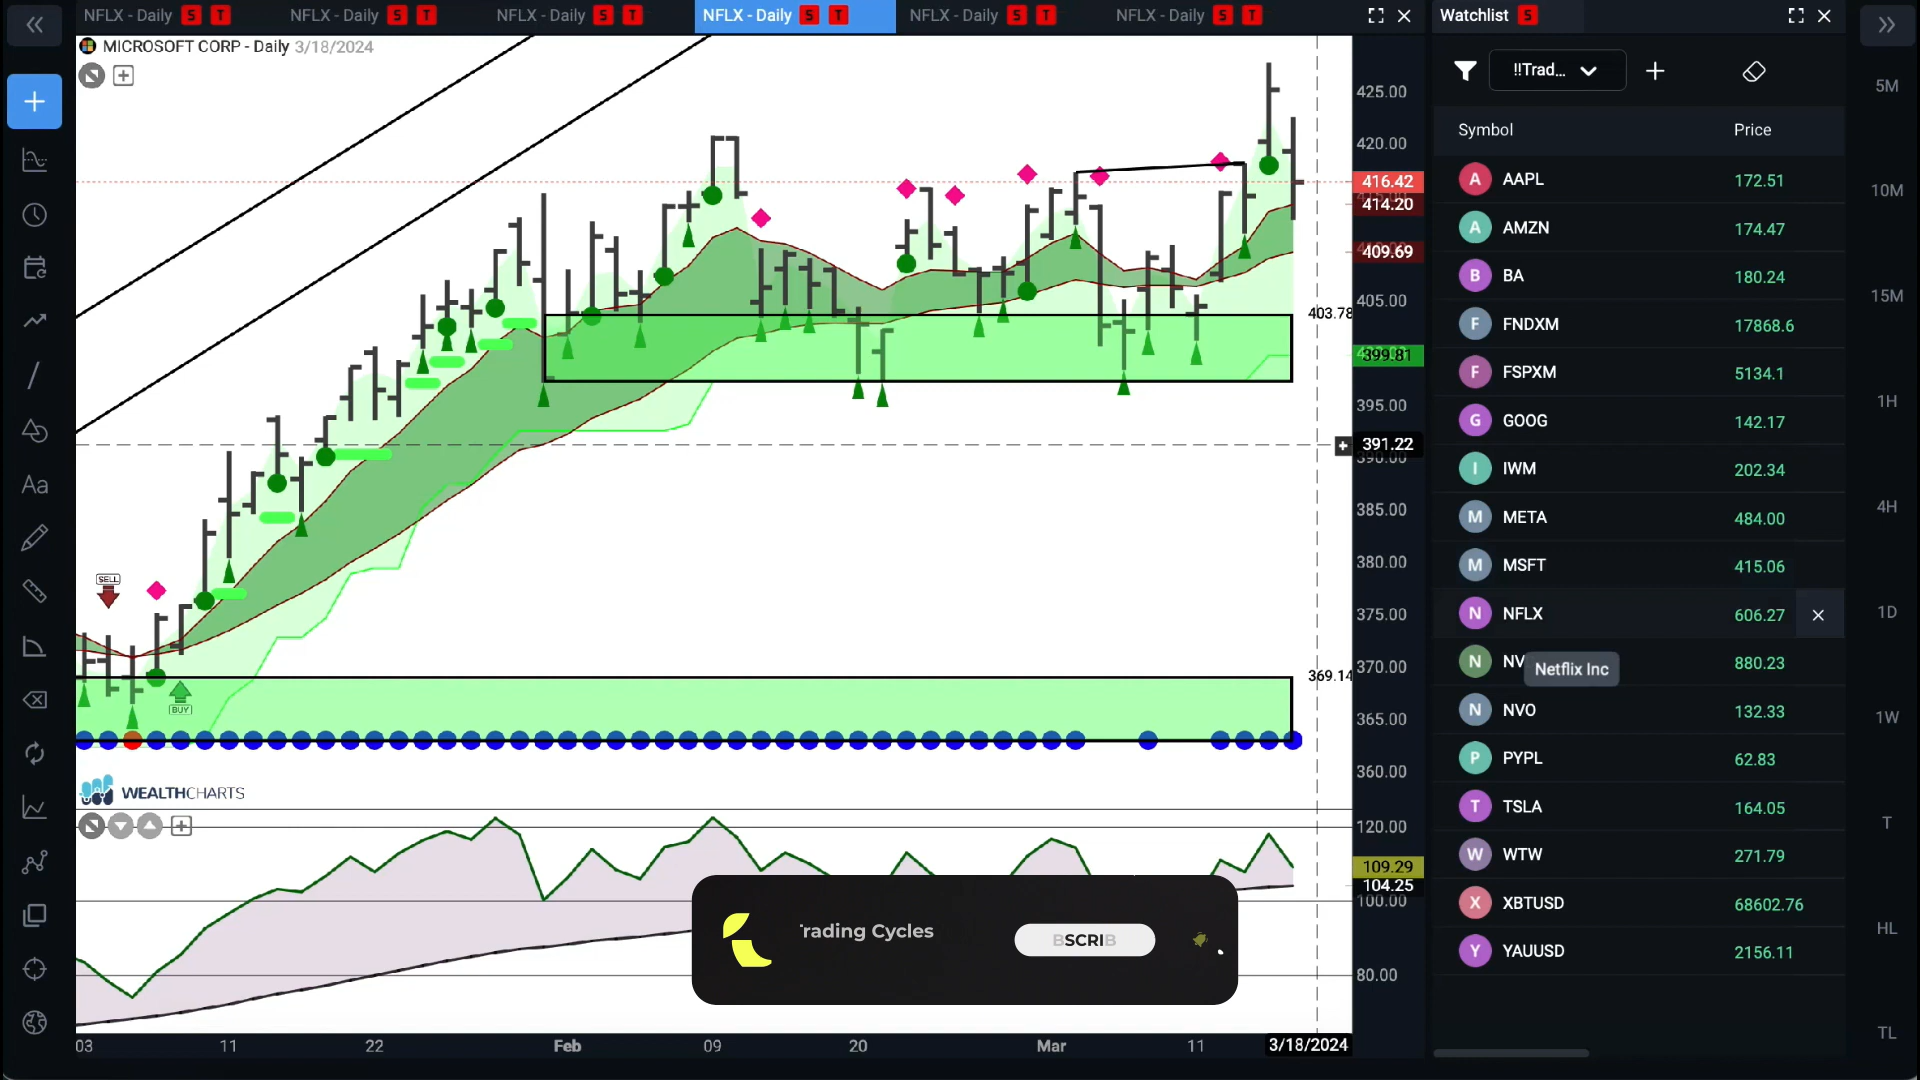 NFLX - Daily S T NFLX - Daily S T NFLX - Daily S T NFLX - Daily S T NFLX - Daily S T NFLX - Daily S T
Watchlist S
MICROSOFT CORP - Daily 3/18/2024
!!Trad...
Symbol Price
A AAPL 172.51
A AMZN 174.47
B BA 180.24
F FNDXM 17868.6
F FSPXM 5134.1
G GOOG 142.17
I IWM 202.34
M META 484.00
M MSFT 415.06
N NFLX 606.27
N NV 880.23
Netflix Inc
N NVO 132.33
P PYPL 62.83
T TSLA 164.05
W WTW 271.79
X XBTUSD 68602.76
Y YAUUSD 2156.11
5M
10M
15M
1H
4H
1D
1W
T
HL
TL
Aa
425.00
420.00
416.42
414.20
409.69
405.00
403.78
399.81
395.00
391.22
390.00
385.00
380.00
375.00
370.00
369.14
365.00
360.00
SELL
BUY
WEALTHCHARTS
120.00
109.29
104.25
100.00
80.00
rading Cycles
BSCRIB
03 11 22 Feb 09 20 Mar 11 3/18/2024